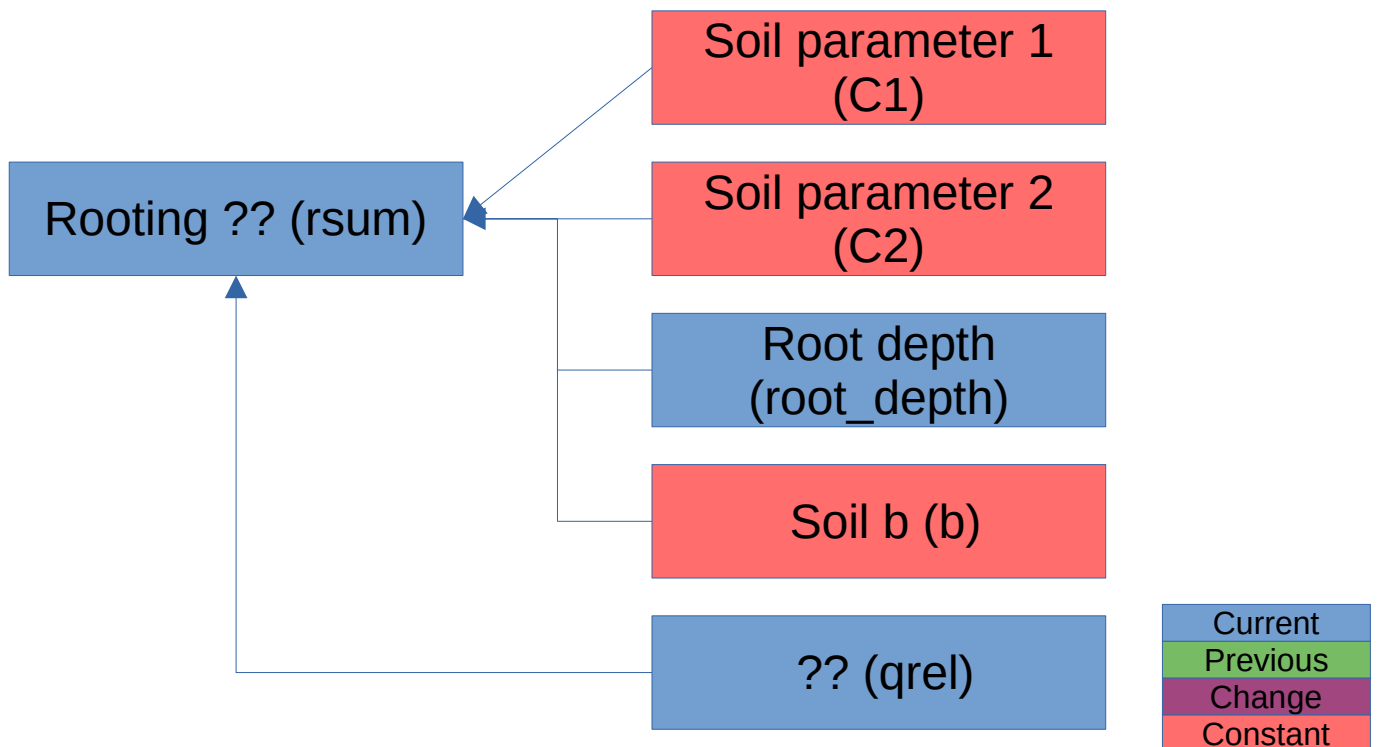 Soil parameter 1
(C1)
Rooting ?? (rsum)
Soil parameter 2
(C2)
Root depth
(root_depth)
Soil b (b)
?? (qrel)
Current
Previous
Change
Constant